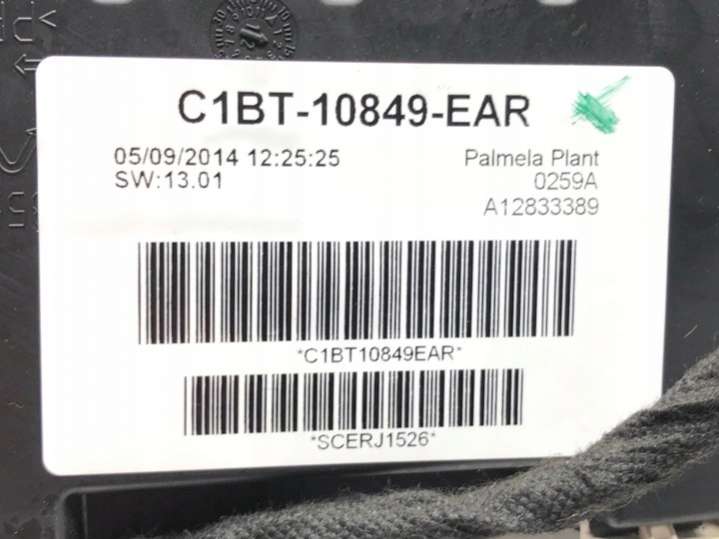 C1BT-10849-EAR
05/09/2014 12:25:25
SW:13.01
Palmela Plant
0259A
A12833389
*C1BT10849EAR*
*SCERJ1526*